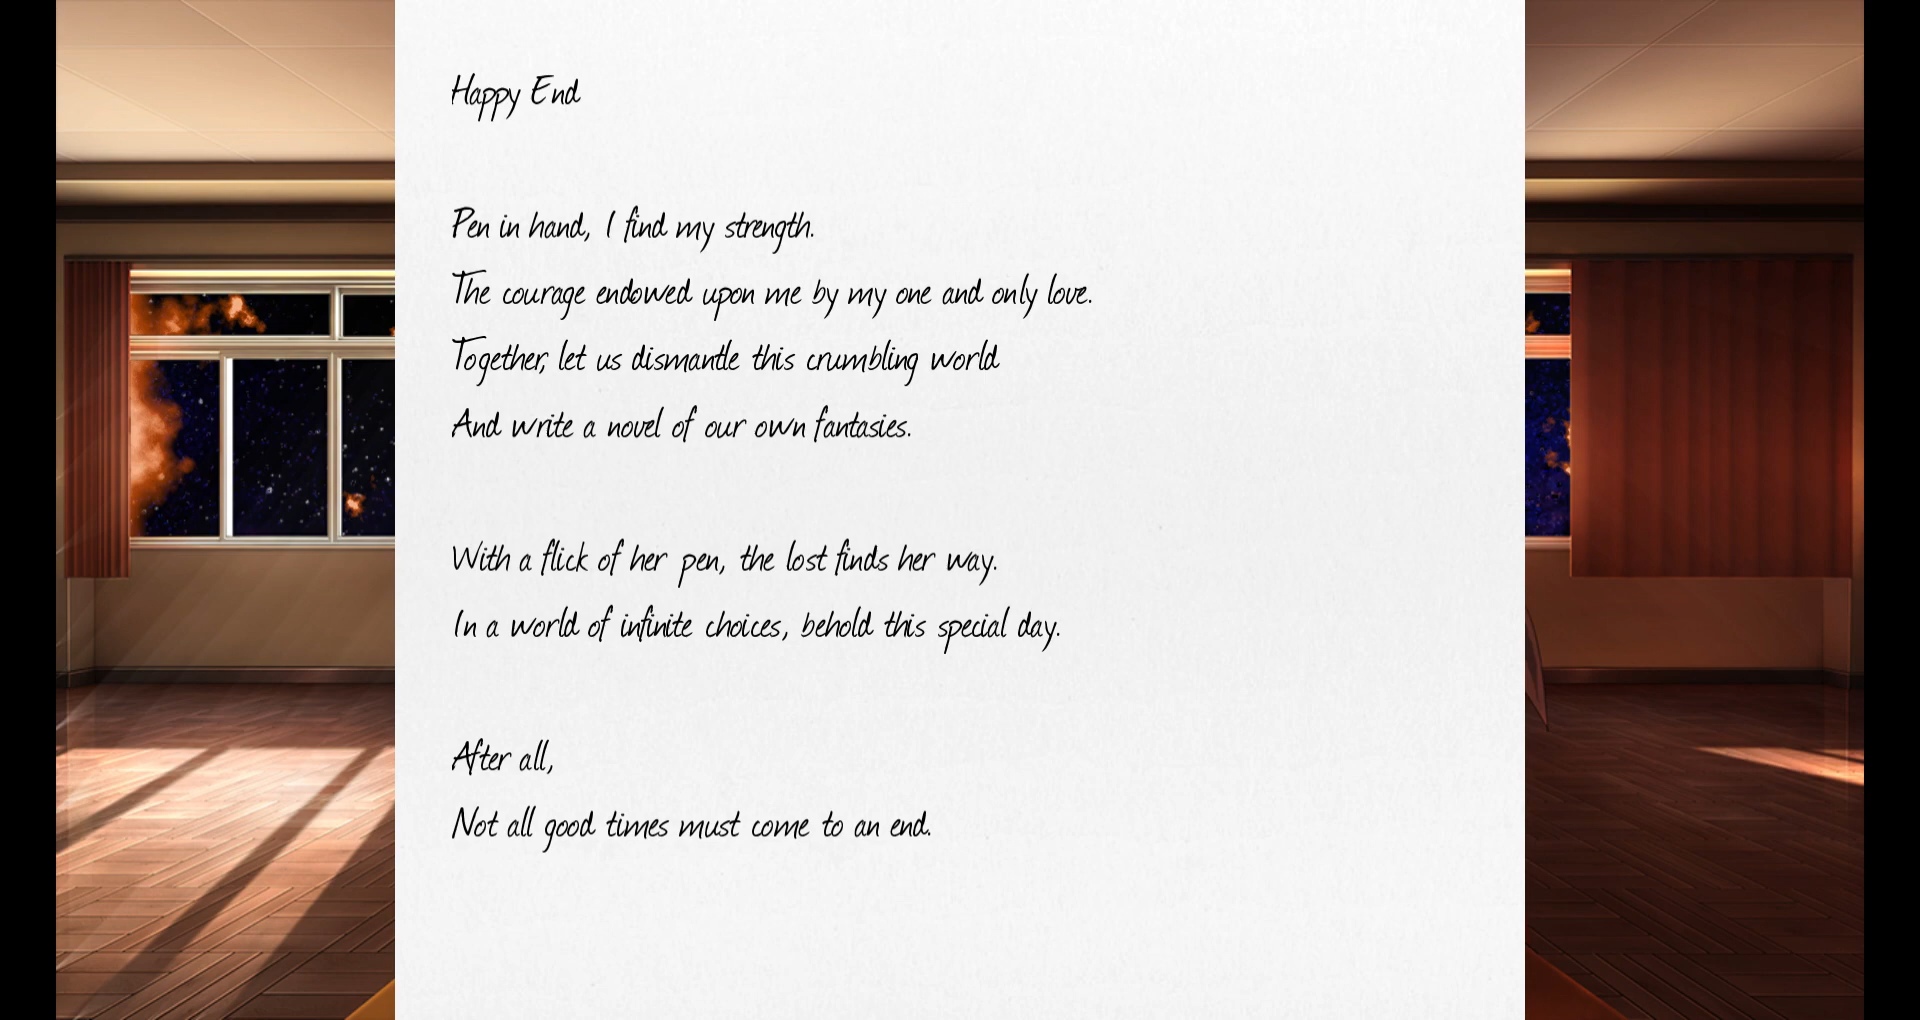 Happy End
Pen in hand, I find my strength.
The courage endowed upon me by my one and only love.
Together, let us dismantle this crumbling world
And write a novel of our own fantasies.
With a flick of her pen, the lost finds her way.
In a world of infinite choices, behold this special day.
After all,
Not all good times must come to an end.